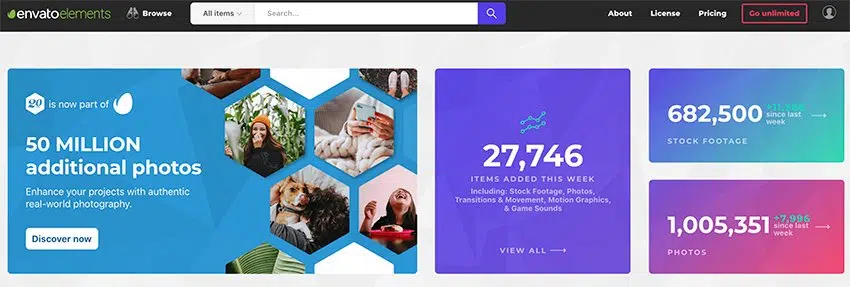 envatoelements
Browse
All items
Search...
About
License
Pricing
Go unlimited
20 is now part of
50 MILLION
additional photos
Enhance your projects with authentic
real-world photography.
Discover now
27,746
ITEMS ADDED THIS WEEK
Including: Stock Footage, Photos,
Transitions & Movement, Motion Graphics,
& Game Sounds
VIEW ALL
682,500
since last
week
STOCK FOOTAGE
1,005,351
+7,996
since last
week
PHOTOS